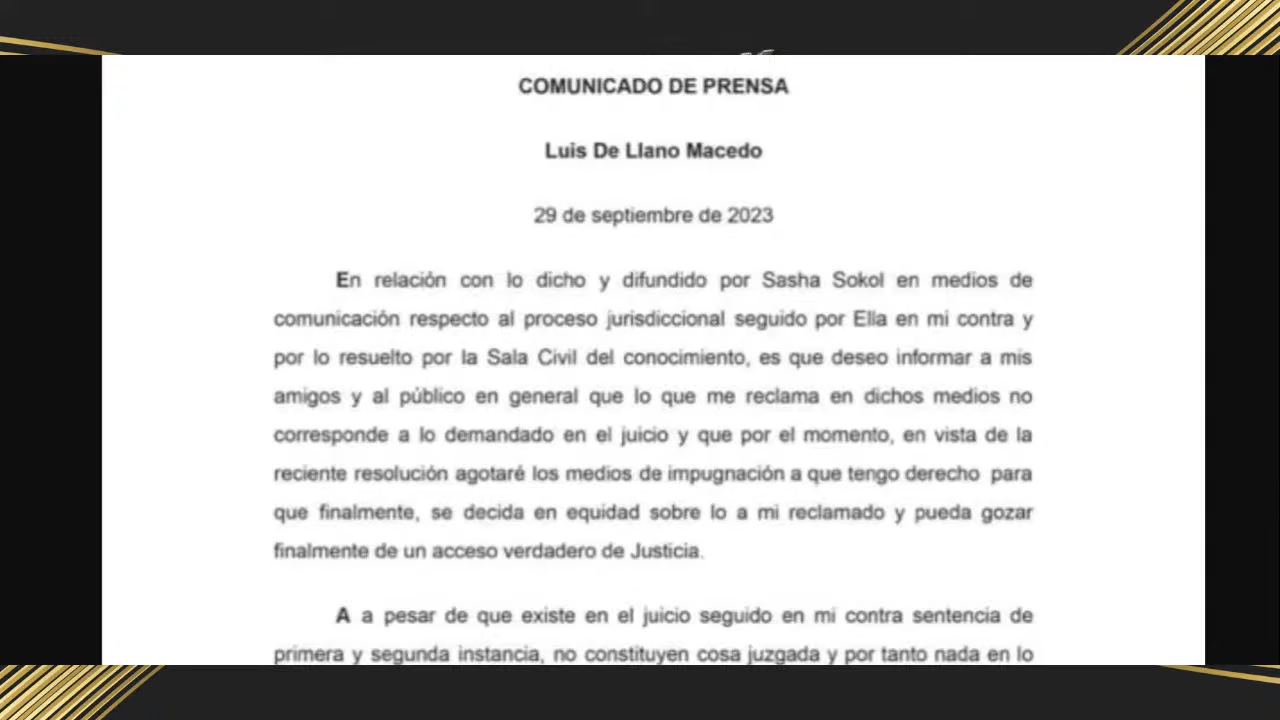 COMUNICADO DE PRENSA
Luis De Llano Macedo
29 de septiembre de 2023
En relación con lo dicho y difundido por Sasha Sokol en medios de
comunicación respecto al proceso jurisdiccional seguido por Ella en mi contra y
por lo resuelto por la Sala Civil del conocimiento, es que deseo informar a mis
amigos y al público en general que lo que me reclama en dichos medios no
corresponde a lo demandado en el juicio y que por el momento, en vista de la
reciente resolución agotaré los medios de impugnación a que tengo derecho para
que finalmente, se decida en equidad sobre lo a mi reclamado y pueda gozar
finalmente de un acceso verdadero de Justicia.
A a pesar de que existe en el juicio seguido en mi contra sentencia de
primera y segunda instancia, no constituyen cosa juzgada y por tanto nada en lo